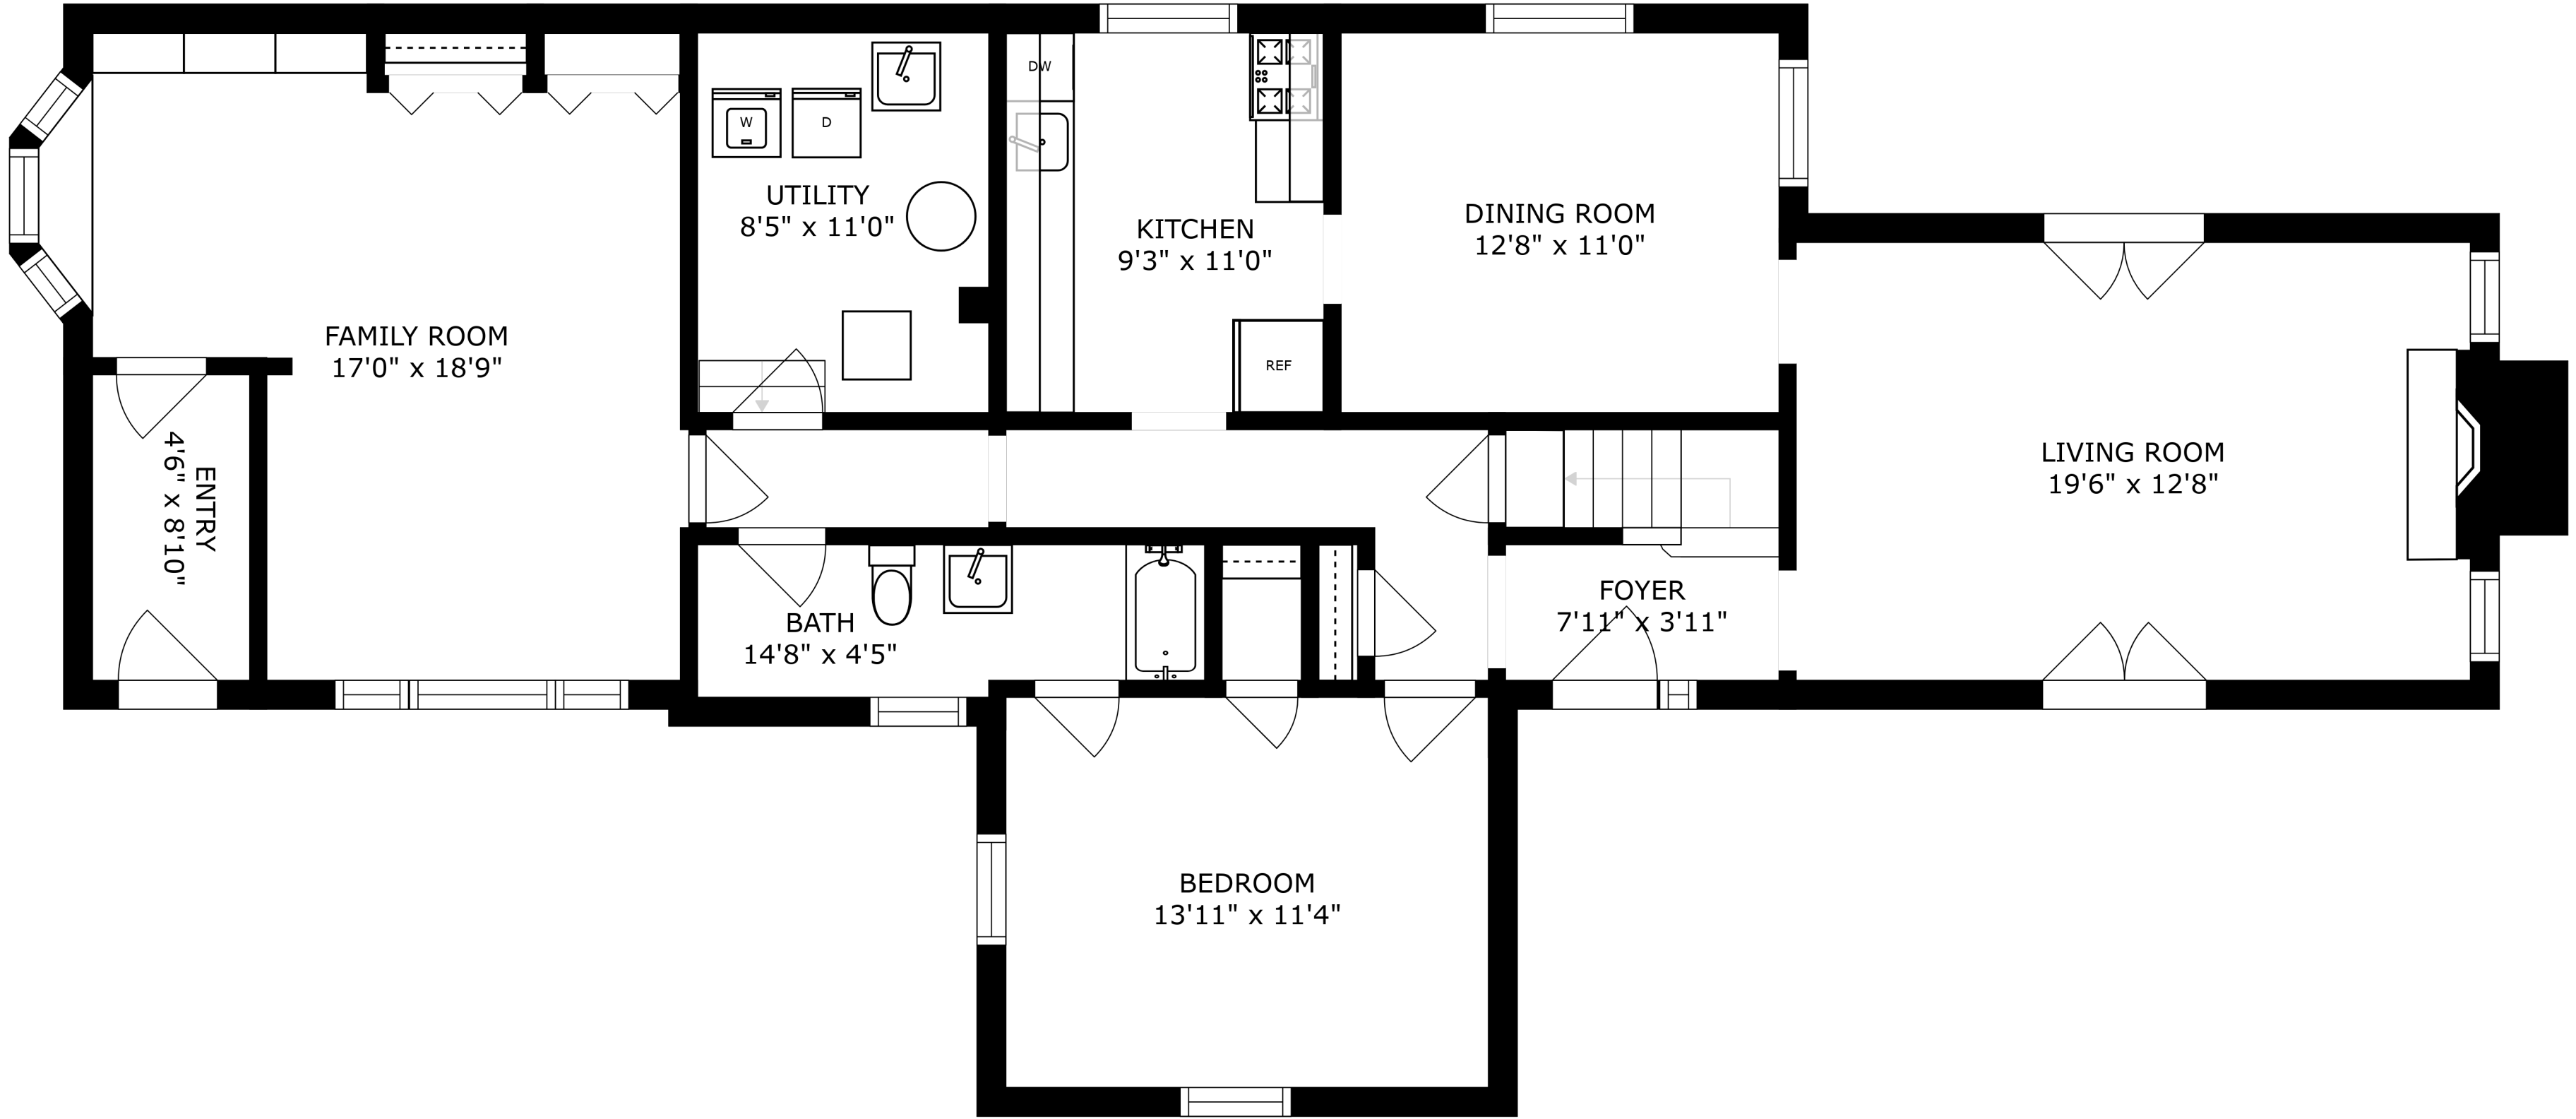 DW
W
D
UTILITY
8'5" x 11'0"
KITCHEN
9'3" x 11'0"
DINING ROOM
12'8" x 11'0"
FAMILY ROOM
17'0" x 18'9"
REF
LIVING ROOM
19'6" x 12'8"
ENTRY
4'6" x 8'10"
BATH
14'8" x 4'5"
FOYER
7'11" x 3'11"
BEDROOM
13'11" x 11'4"